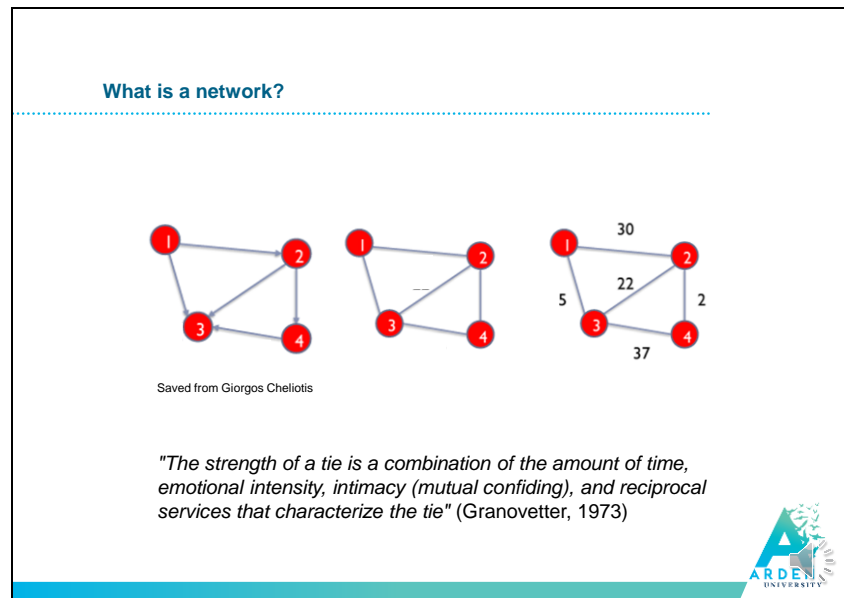 What is a network?
1
2
3
4
1
2
3
4
30
1
2
22
5
2
3
4
37
Saved from Giorgos Cheliotis
"The strength of a tie is a combination of the amount of time,
emotional intensity, intimacy (mutual confiding), and reciprocal
services that characterize the tie" (Granovetter, 1973)
ARDEN
UNIVERSITY